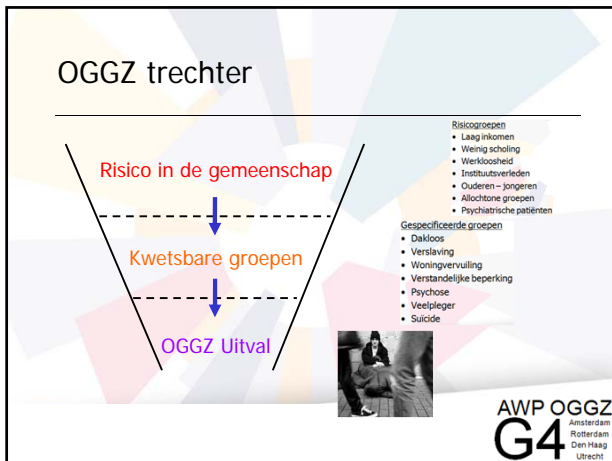 OGGZ trechter
Risico in de gemeenschap
Kwetsbare groepen
OGGZ Uitval
Risicogroepen
• Laag inkomen
• Weinig scholing
• Werkloosheid
• Instituutsverleden
• Ouderen – jongeren
• Allochtone groepen
• Psychiatrische patiënten
Gespecificeerde groepen
• Dakloos
• Verslaving
• Woningvervuiling
• Verstandelijke beperking
• Psychose
• Veelpleger
• Suïcide
AWP OGGZ
G4
Amsterdam
Rotterdam
Den Haag
Utrecht